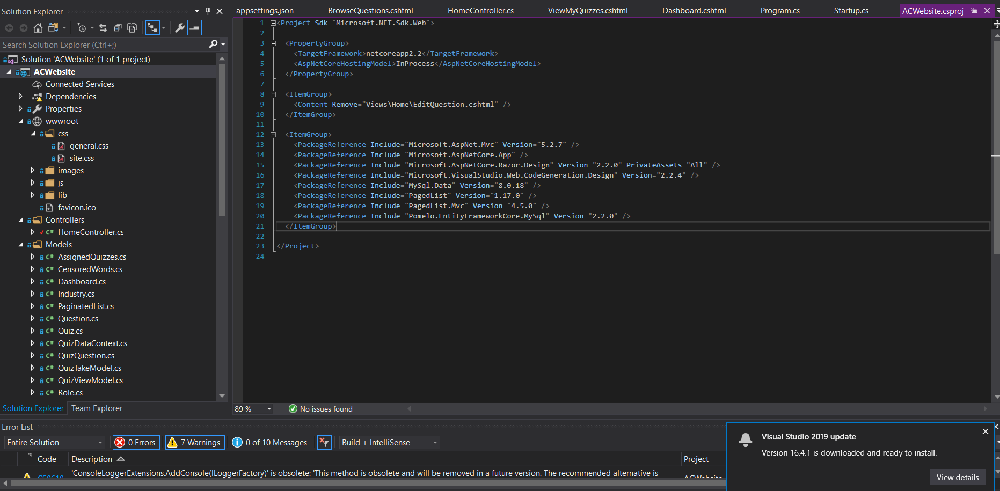 Solution Explorer
Search Solution Explorer (Ctrl+;)
Solution 'ACWebsite' (1 of 1 project)
ACWebsite
Connected Services
Dependencies
Properties
wwwroot
css
general.css
site.css
images
js
lib
favicon.ico
Controllers
C# HomeController.cs
Models
C# AssignedQuizzes.cs
C# CensoredWords.cs
C# Dashboard.cs
C# Industry.cs
C# PaginatedList.cs
C# Question.cs
C# Quiz.cs
C# QuizDataContext.cs
C# QuizQuestion.cs
C# QuizTakeModel.cs
C# QuizViewModel.cs
C# Role.cs
Solution Explorer Team Explorer
appsettings.json BrowseQuestions.cshtml HomeController.cs ViewMyQuizzes.cshtml Dashboard.cshtml Program.cs Startup.cs ACWebsite.csproj
1 <Project Sdk="Microsoft.NET.Sdk.Web">
2
3 <PropertyGroup>
4 <TargetFramework>netcoreapp2.2</TargetFramework>
5 <AspNetCoreHostingModel>InProcess</AspNetCoreHostingModel>
6 </PropertyGroup>
7
8 <ItemGroup>
9 <Content Remove="Views\Home\EditQuestion.cshtml" />
10 </ItemGroup>
11
12 <ItemGroup>
13 <PackageReference Include="Microsoft.AspNet.Mvc" Version="5.2.7" />
14 <PackageReference Include="Microsoft.AspNetCore.App" />
15 <PackageReference Include="Microsoft.AspNetCore.Razor.Design" Version="2.2.0" PrivateAssets="All" />
16 <PackageReference Include="Microsoft.VisualStudio.Web.CodeGeneration.Design" Version="2.2.4" />
17 <PackageReference Include="MySql.Data" Version="8.0.18" />
18 <PackageReference Include="PagedList" Version="1.17.0" />
19 <PackageReference Include="PagedList.Mvc" Version="4.5.0" />
20 <PackageReference Include="Pomelo.EntityFrameworkCore.MySql" Version="2.2.0" />
21 </ItemGroup>
22
23 </Project>
24
89 % No issues found
Error List
Entire Solution 0 Errors 7 Warnings 0 of 10 Messages Build + IntelliSense
Code Description Project
'ConsoleLoggerExtensions.AddConsole(ILoggerFactory)' is obsolete: 'This method is obsolete and will be removed in a future version. The recommended alternative is
Visual Studio 2019 update
Version 16.4.1 is downloaded and ready to install.
View details